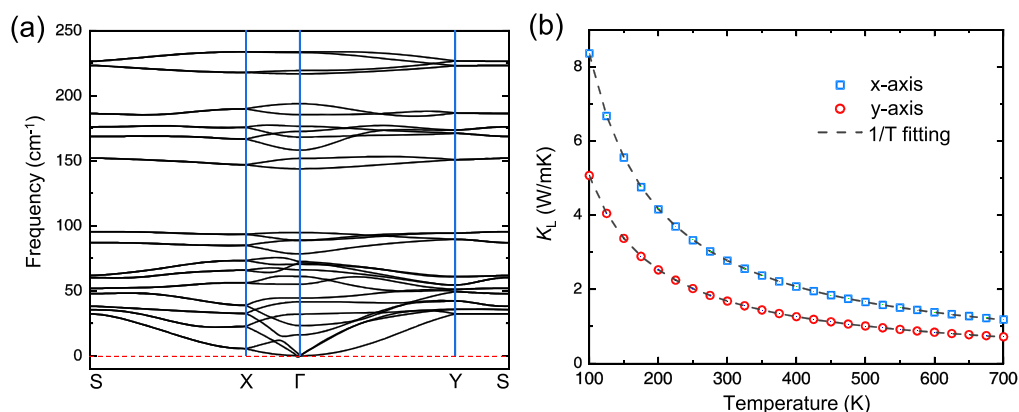 (a)
250
200
150
100
50
0
Frequency (cm⁻¹)
S X Γ Y S
(b)
8
6
4
2
0
K_L (W/mK)
x-axis
y-axis
1/T fitting
100 200 300 400 500 600 700
Temperature (K)